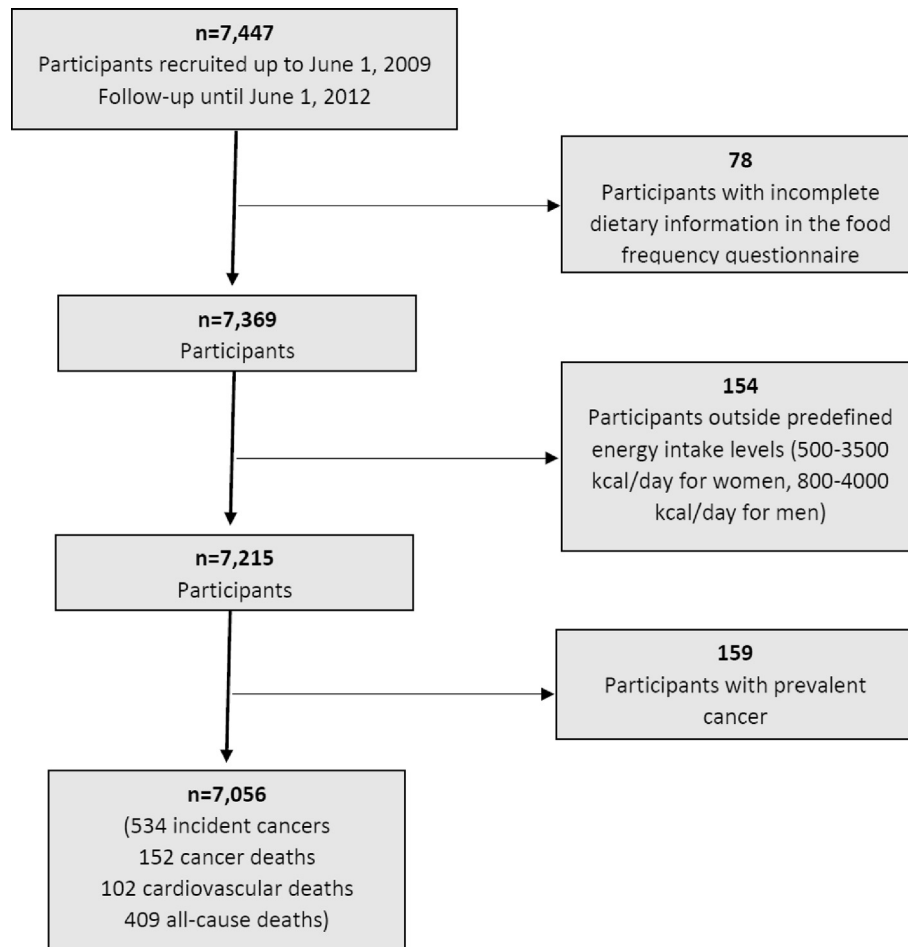 n=7,447
Participants recruited up to June 1, 2009
Follow-up until June 1, 2012
78
Participants with incomplete
dietary information in the food
frequency questionnaire
n=7,369
Participants
154
Participants outside predefined
energy intake levels (500-3500
kcal/day for women, 800-4000
kcal/day for men)
n=7,215
Participants
159
Participants with prevalent
cancer
n=7,056
(534 incident cancers
152 cancer deaths
102 cardiovascular deaths
409 all-cause deaths)